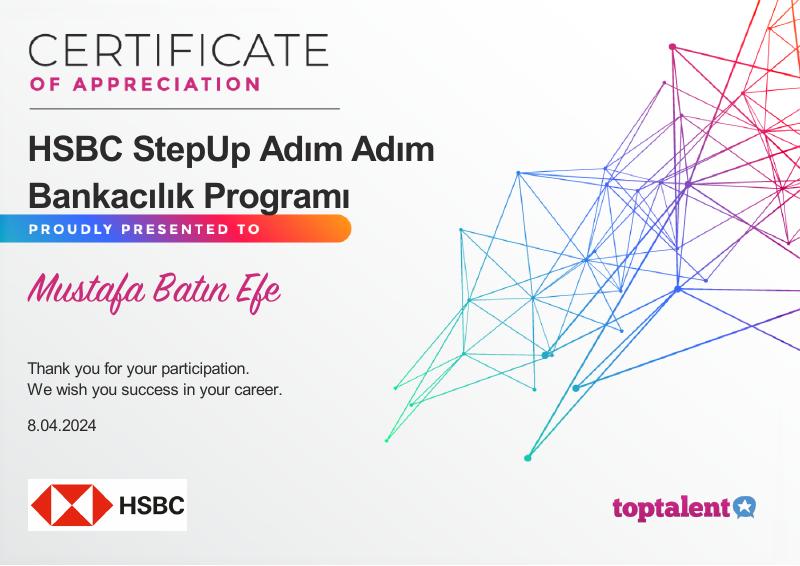 CERTIFICATE
OF APPRECIATION
HSBC StepUp Adım Adım
Bankacılık Programı
PROUDLY PRESENTED TO
Mustafa Batın Efe
Thank you for your participation.
We wish you success in your career.
8.04.2024
HSBC
toptalent